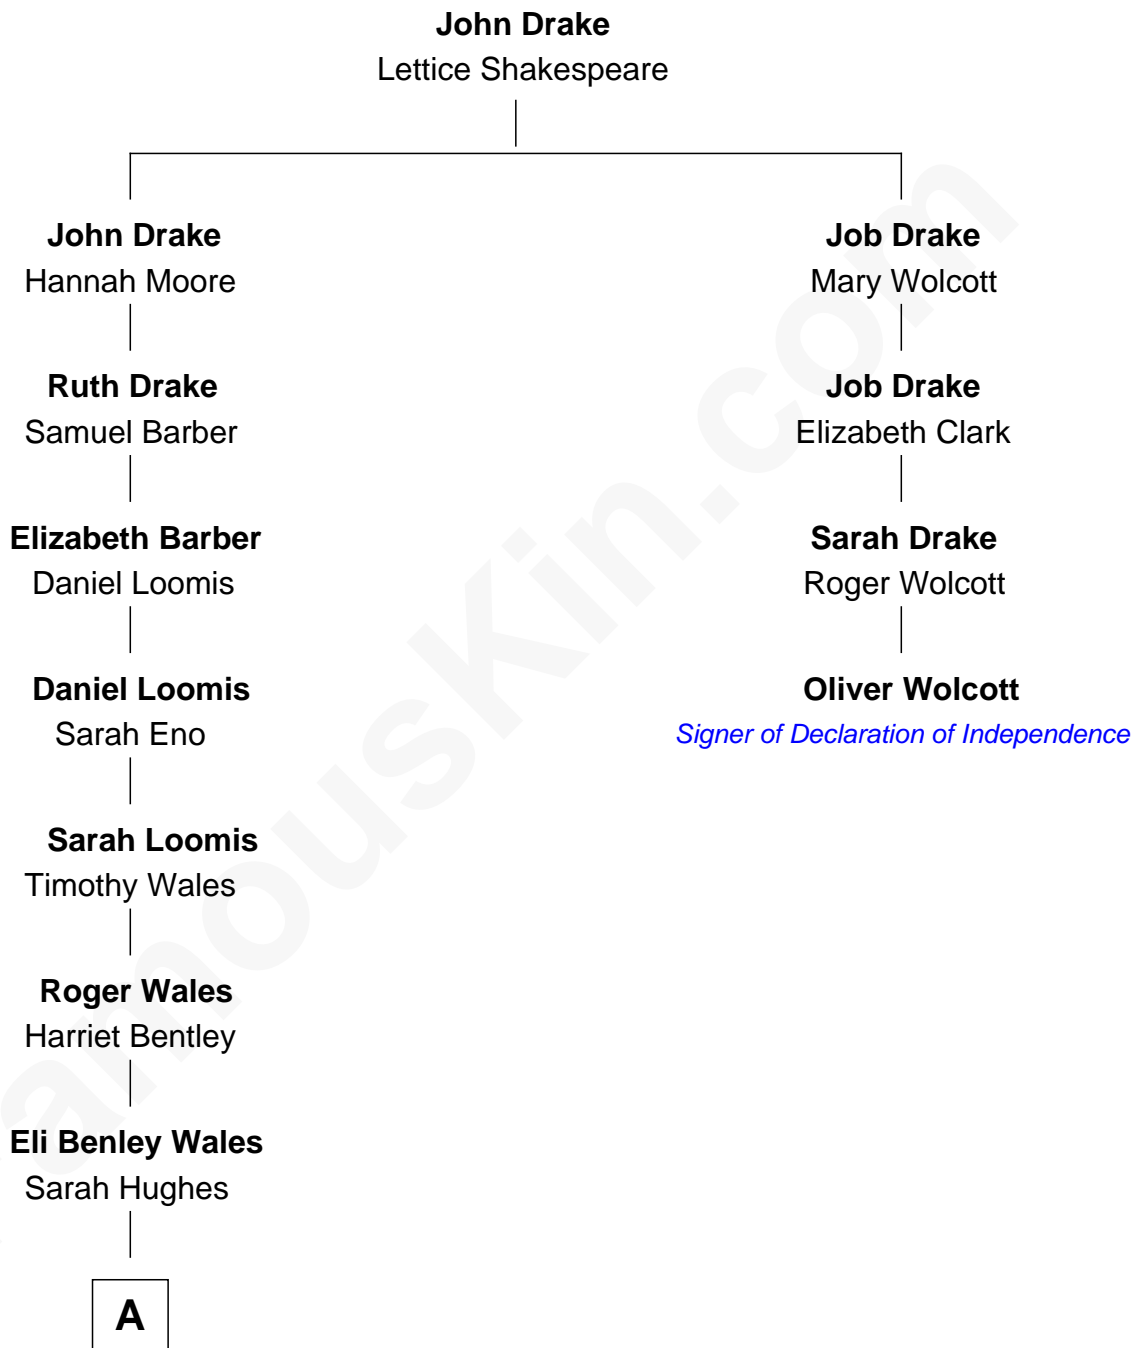 John Drake
Lettice Shakespeare
John Drake
Hannah Moore
Job Drake
Mary Wolcott
Ruth Drake
Samuel Barber
Job Drake
Elizabeth Clark
Elizabeth Barber
Daniel Loomis
Sarah Drake
Roger Wolcott
Daniel Loomis
Sarah Eno
Oliver Wolcott
Signer of Declaration of Independence
Sarah Loomis
Timothy Wales
Roger Wales
Harriet Bentley
Eli Benley Wales
Sarah Hughes
A
amousKin.com